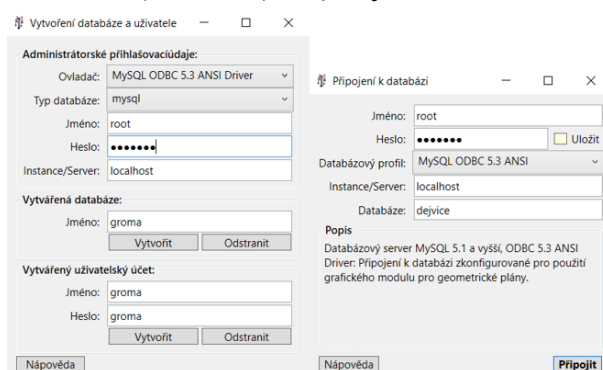 Vytvoření databáze a uživatele
Administrátorské přihlašovacíúdaje:
Ovladač: MySQL ODBC 5.3 ANSI Driver
Typ databáze: mysql
Jméno: root
Heslo: ●●●●●●●
Instance/Server: localhost
Vytvářená databáze:
Jméno: groma
Vytvořit Odstranit
Vytvářený uživatelský účet:
Jméno: groma
Heslo: groma
Vytvořit Odstranit
Nápověda
Připojení k databázi
Jméno: root
Heslo: ●●●●●●● Uložit
Databázový profil: MySQL ODBC 5.3 ANSI
Instance/Server: localhost
Databáze: dejvice
Popis
Databázový server MySQL 5.1 a vyšší, ODBC 5.3 ANSI
Driver: Připojení k databázi zkonfigurované pro použití
grafického modulu pro geometrické plány.
Nápověda Připojit